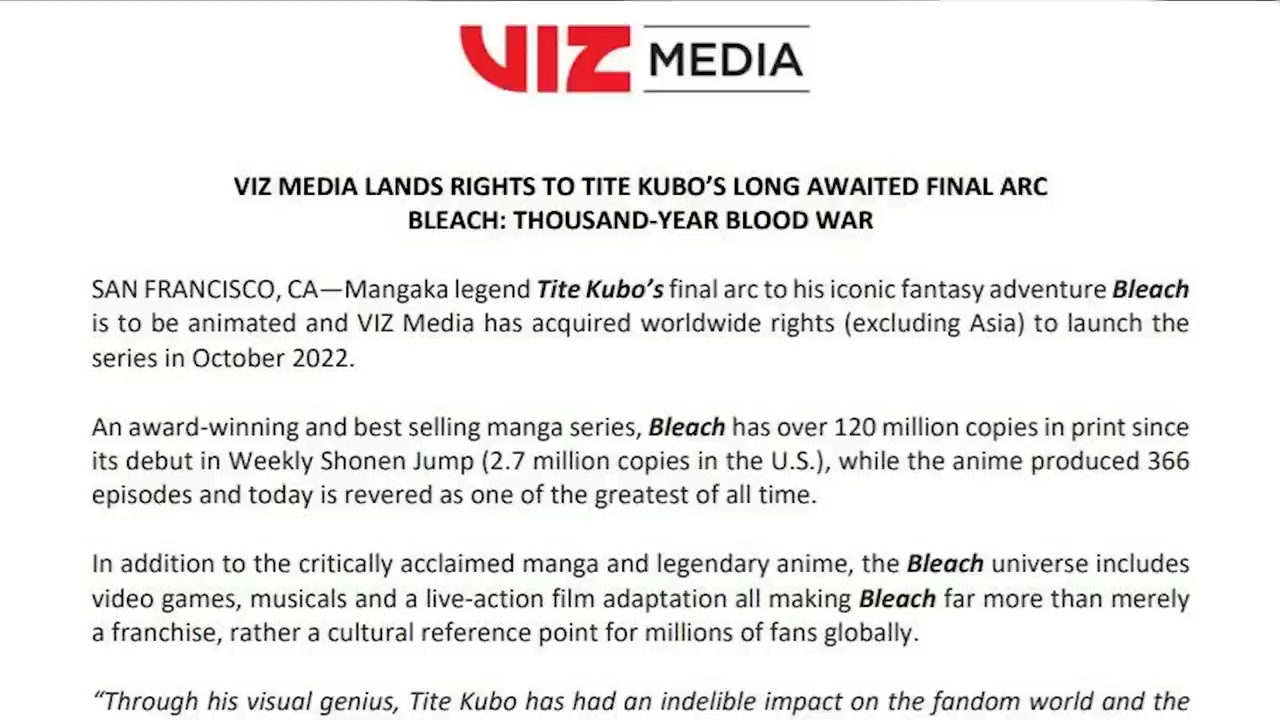 VIZ MEDIA
VIZ MEDIA LANDS RIGHTS TO TITE KUBO’S LONG AWAITED FINAL ARC
BLEACH: THOUSAND-YEAR BLOOD WAR
SAN FRANCISCO, CA—Mangaka legend Tite Kubo’s final arc to his iconic fantasy adventure Bleach
is to be animated and VIZ Media has acquired worldwide rights (excluding Asia) to launch the
series in October 2022.
An award-winning and best selling manga series, Bleach has over 120 million copies in print since
its debut in Weekly Shonen Jump (2.7 million copies in the U.S.), while the anime produced 366
episodes and today is revered as one of the greatest of all time.
In addition to the critically acclaimed manga and legendary anime, the Bleach universe includes
video games, musicals and a live-action film adaptation all making Bleach far more than merely
a franchise, rather a cultural reference point for millions of fans globally.
“Through his visual genius, Tite Kubo has had an indelible impact on the fandom world and the